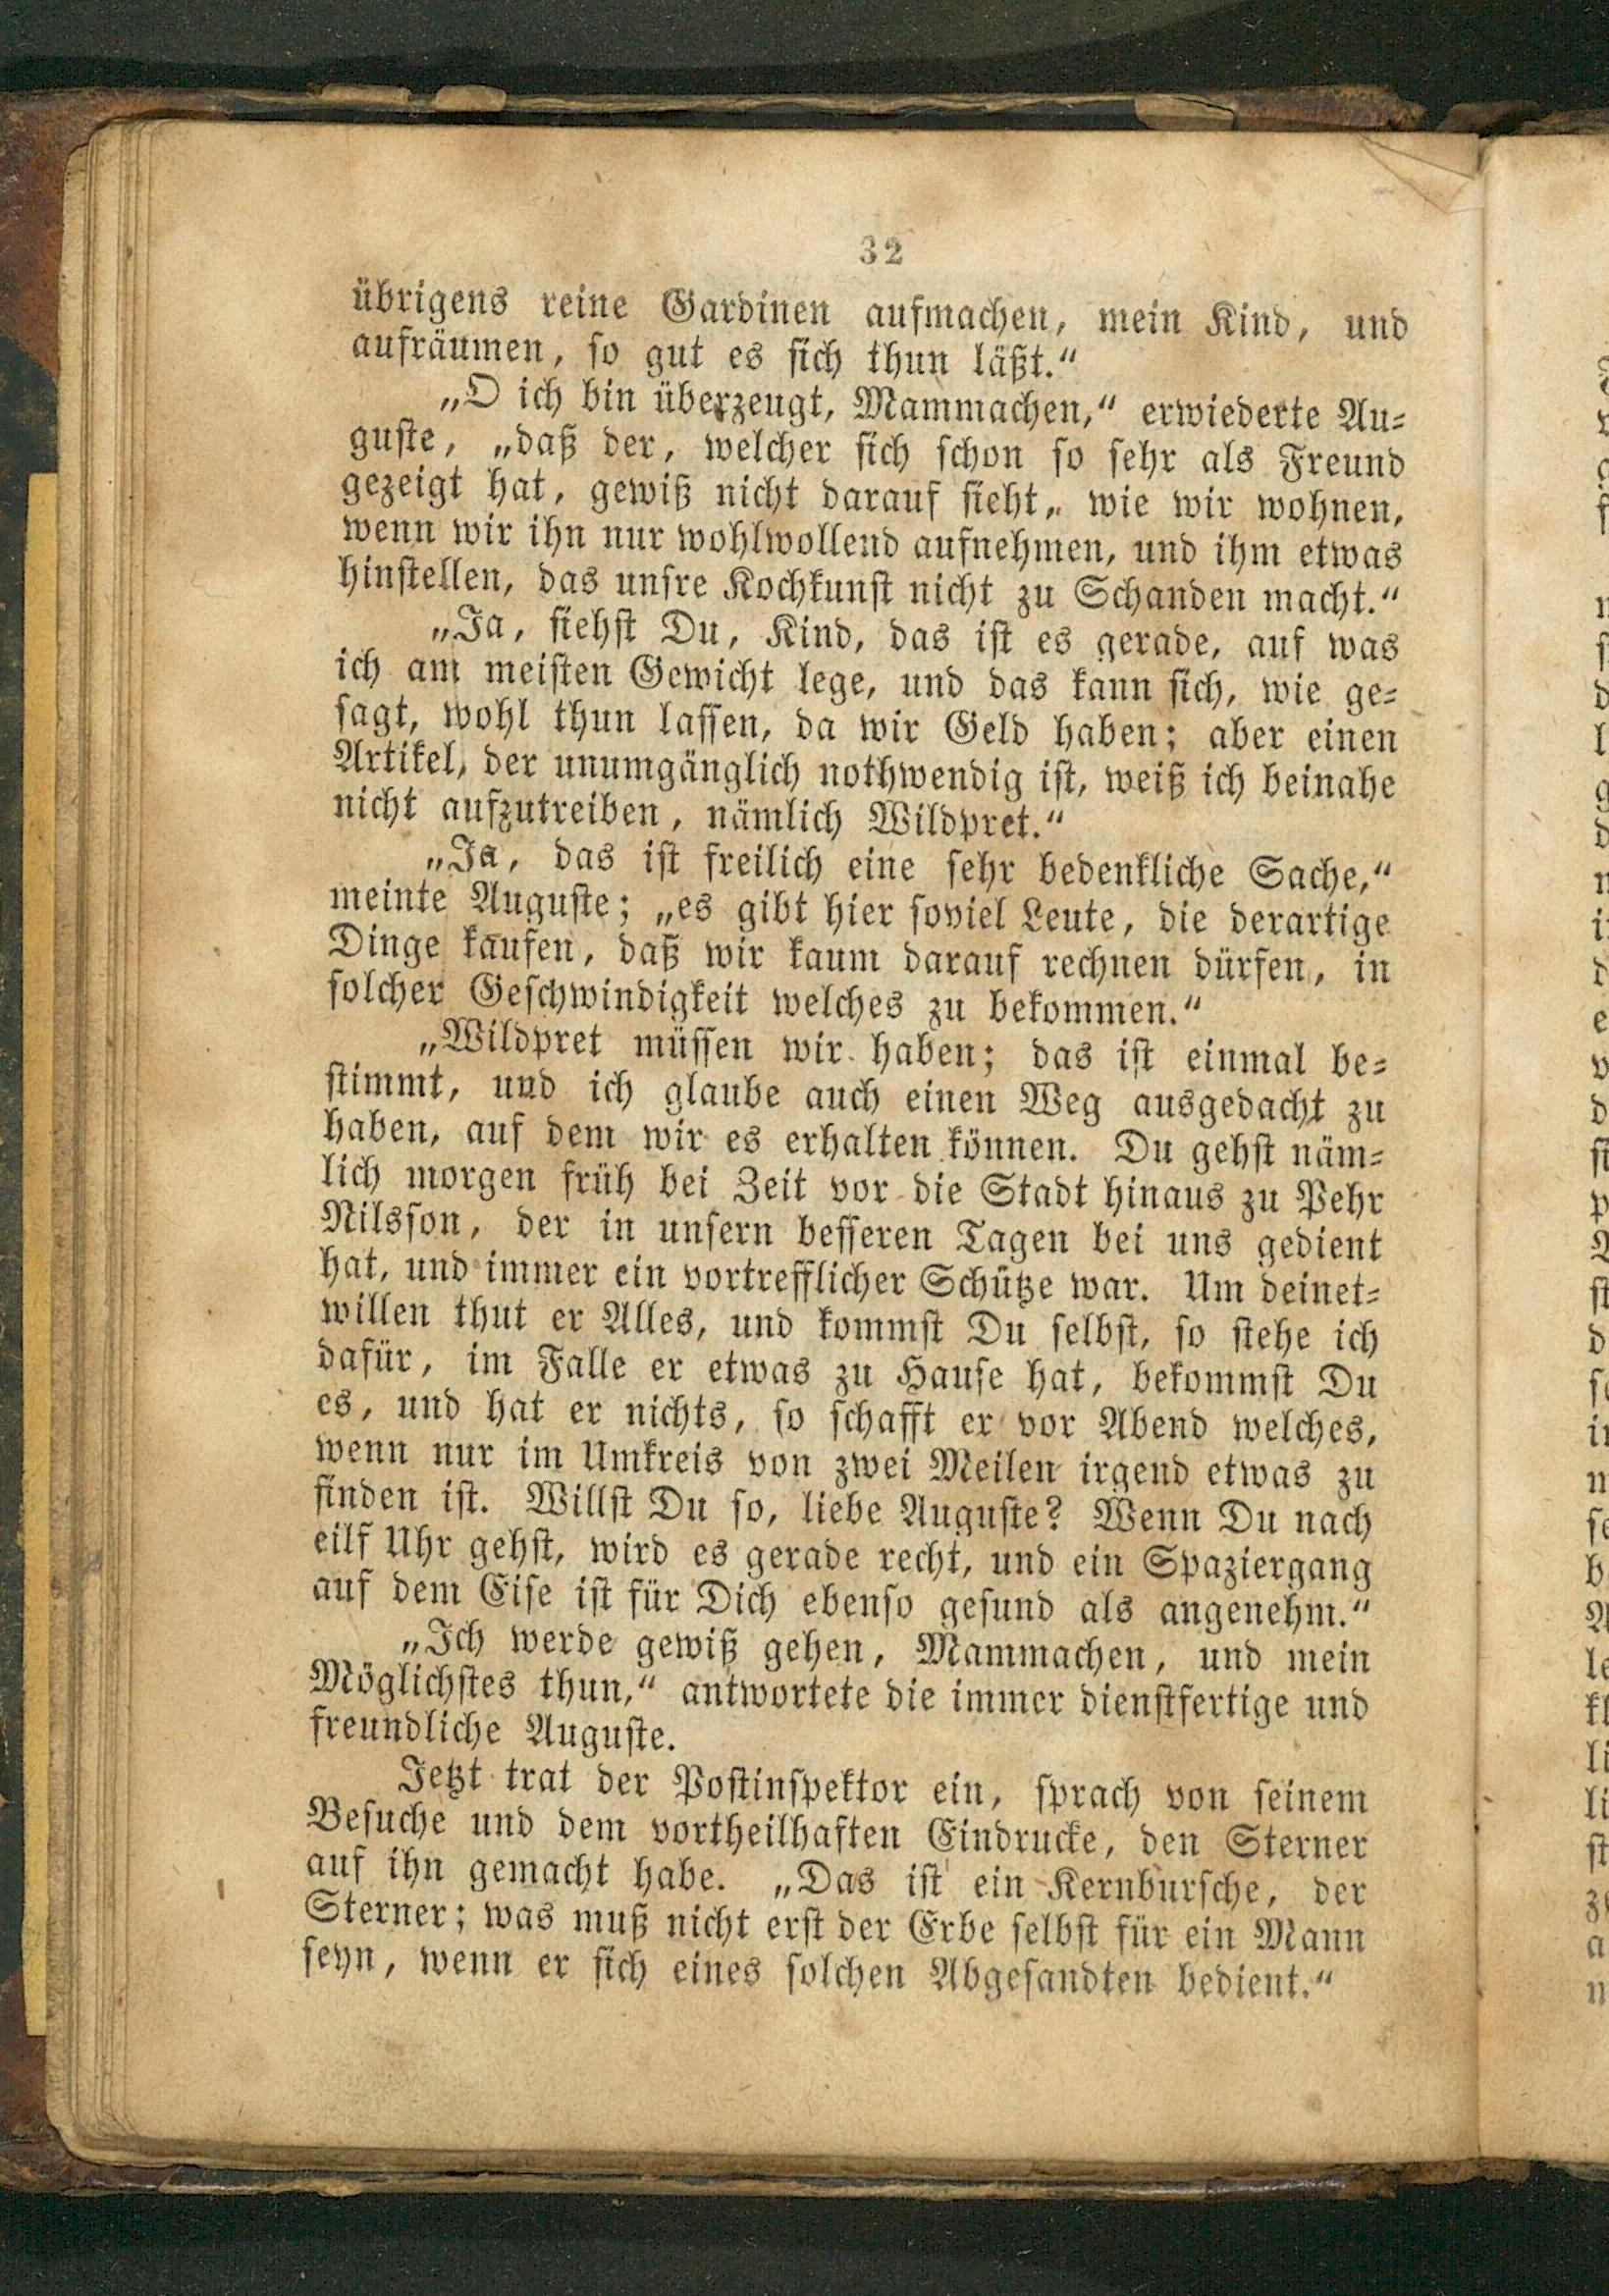 32
übrigens reine Gardinen aufmachen, mein Kind, und
aufräumen, so gut es sich thun läßt.“
„O ich bin überzeugt, Mammachen,“ erwiederte Au-
guste, „daß der, welcher sich schon so sehr als Freund
gezeigt hat, gewiß nicht darauf sieht, wie wir wohnen,
wenn wir ihn nur wohlwollend aufnehmen, und ihm etwas
hinstellen, das unsre Kochkunst nicht zu Schanden macht.“
„Ja, siehst Du, Kind, das ist es gerade, auf was
ich am meisten Gewicht lege, und das kann sich, wie ge-
sagt, wohl thun lassen, da wir Geld haben; aber einen
Artikel, der unumgänglich nothwendig ist, weiß ich beinahe
nicht aufzutreiben, nämlich Wildpret.“
„Ja, das ist freilich eine sehr bedenkliche Sache,“
meinte Auguste; „es gibt hier soviel Leute, die derartige
Dinge kaufen, daß wir kaum darauf rechnen dürfen, in
solcher Geschwindigkeit welches zu bekommen.“
„Wildpret müssen wir haben; das ist einmal be-
stimmt, und ich glaube auch einen Weg ausgedacht zu
haben, auf dem wir es erhalten können. Du gehst näm-
lich morgen früh bei Zeit vor die Stadt hinaus zu Pehr
Nilsson, der in unsern besseren Tagen bei uns gedient
hat, und immer ein vortrefflicher Schütze war. Um deinet-
willen thut er Alles, und kommst Du selbst, so stehe ich
dafür, im Falle er etwas zu Hause hat, bekommst Du
es, und hat er nichts, so schafft er vor Abend welches,
wenn nur im Umkreis von zwei Meilen irgend etwas zu
finden ist. Willst Du so, liebe Auguste? Wenn Du nach
eilf Uhr gehst, wird es gerade recht, und ein Spaziergang
auf dem Eise ist für Dich ebenso gesund als angenehm.“
„Ich werde gewiß gehen, Mammachen, und mein
Möglichstes thun,“ antwortete die immer dienstfertige und
freundliche Auguste.
Jetzt trat der Postinspektor ein, sprach von seinem
Besuche und dem vortheilhaften Eindrucke, den Sterner
auf ihn gemacht habe. „Das ist ein Kernbursche, der
Sterner; was muß nicht erst der Erbe selbst für ein Mann
seyn, wenn er sich eines solchen Abgesandten bedient.“